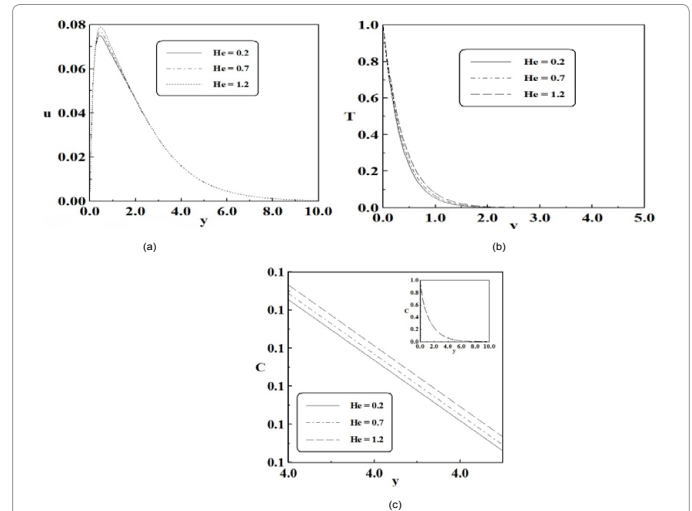 0.08
0.06
0.04
0.02
0.00
u
He = 0.2
He = 0.7
He = 1.2
0.0 2.0 4.0 6.0 8.0 10.0
y
(a)
1.0
0.8
0.6
0.4
0.2
0.0
T
He = 0.2
He = 0.7
He = 1.2
0.0 1.0 2.0 3.0 4.0 5.0
y
(b)
0.1
0.1
0.1
0.1
0.1
0.1
C
1.0
0.8
0.6
0.4
0.2
0.0
C
0.0 2.0 4.0 6.0 8.0 10.0
y
He = 0.2
He = 0.7
He = 1.2
4.0 4.0 4.0
y
(c)